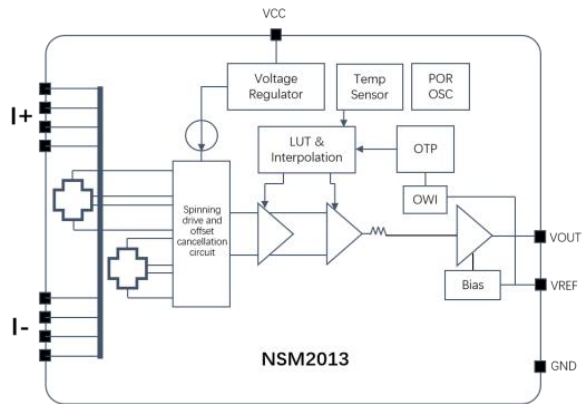 VCC
Voltage
Regulator
Temp
Sensor
POR
OSC
I+
LUT &
Interpolation
OTP
OWI
Spinning
drive and
offset
cancellation
circuit
VOUT
Bias
VREF
I-
NSM2013
GND